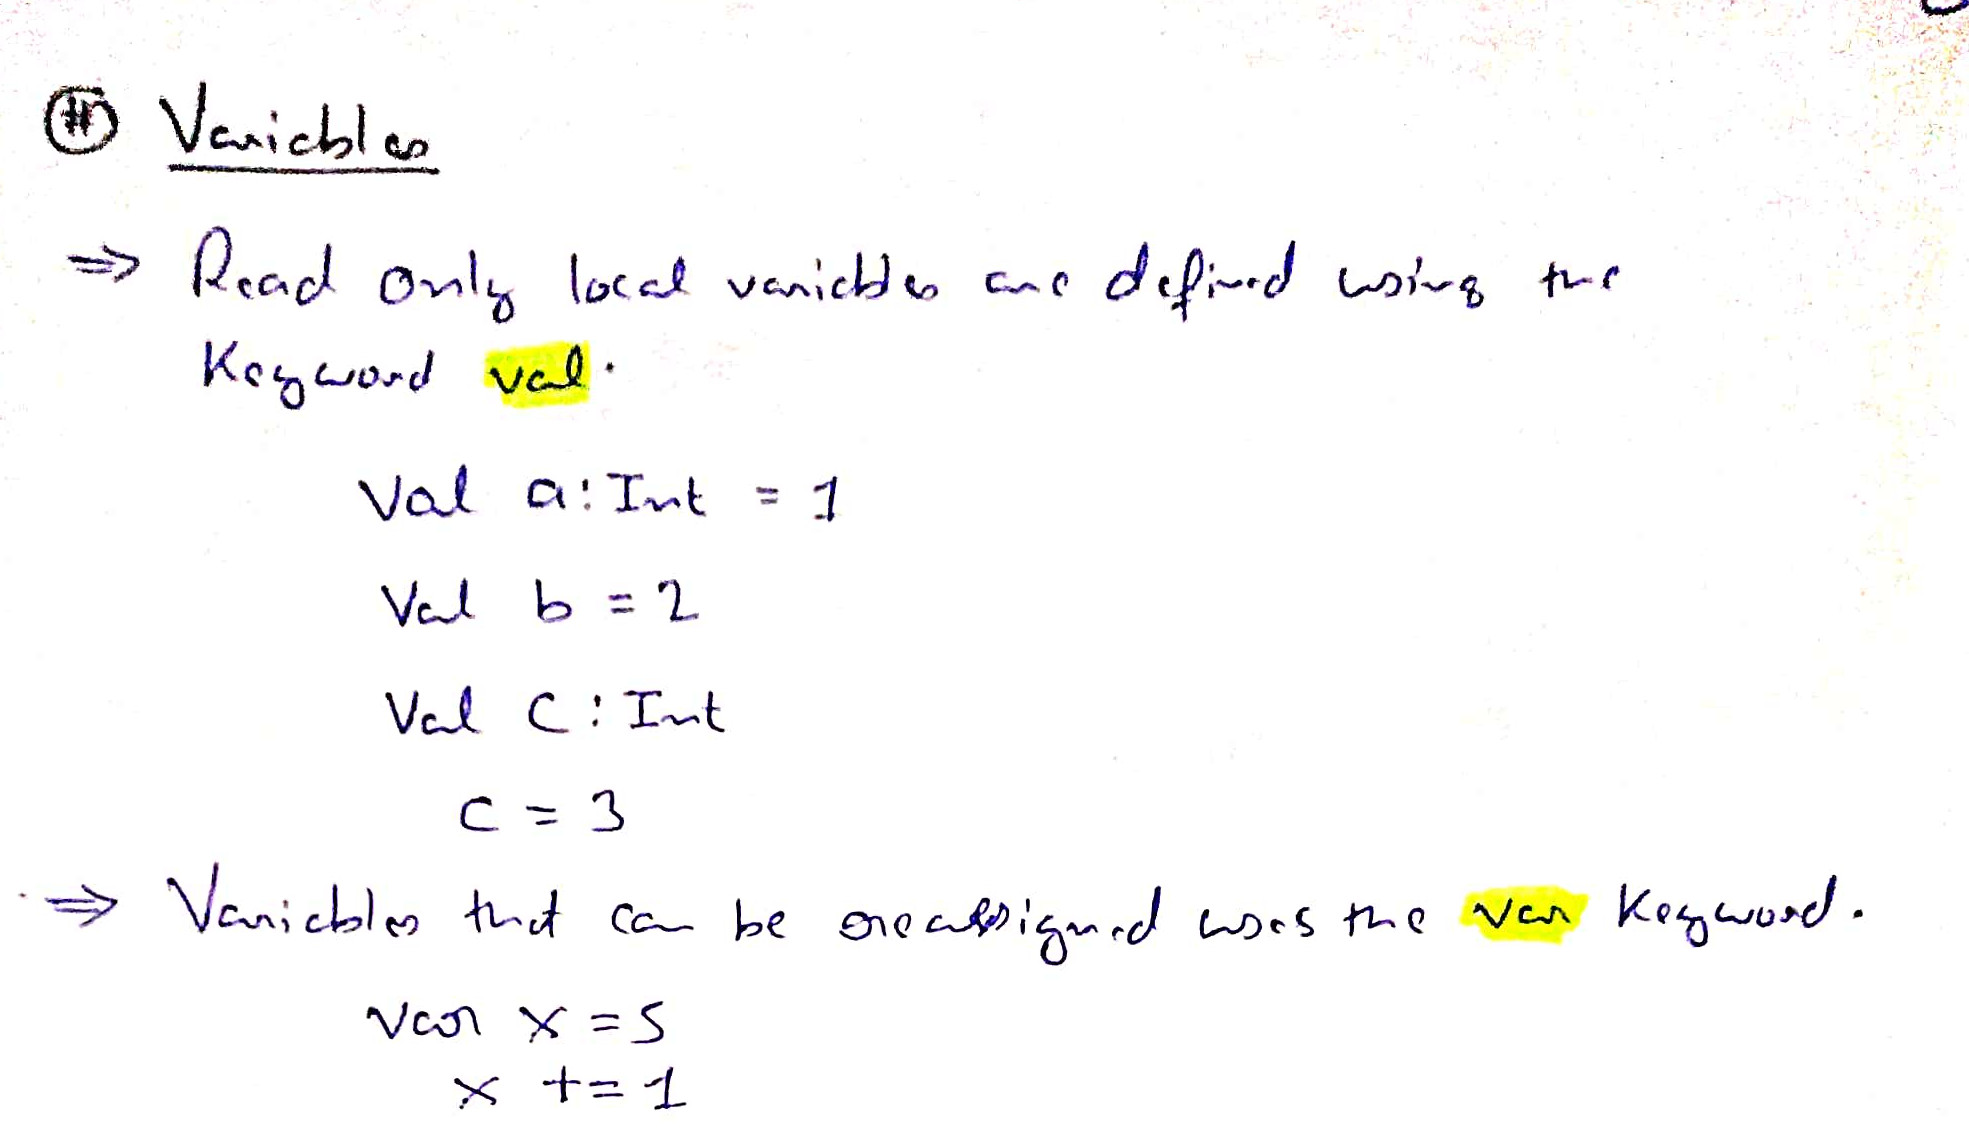 # Variables
⇒ Read only local variables are defined using the
Keyword val.
Val a: Int = 1
Val b = 2
Val c: Int
c = 3
⇒ Variables that can be reassigned uses the var Keyword.
var x = 5
x += 1